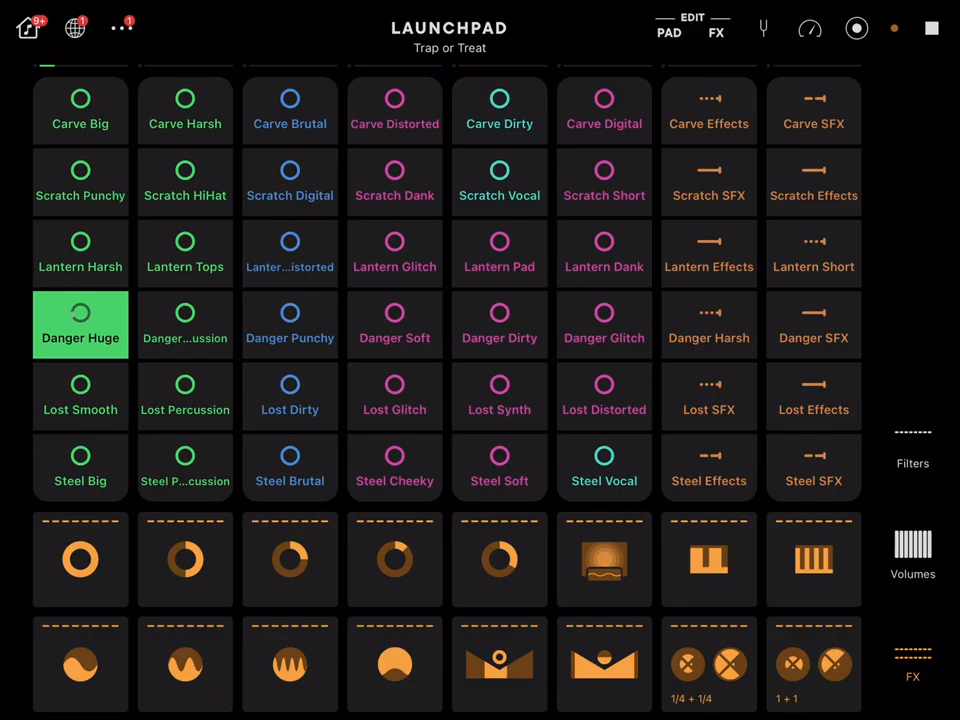 9+
1
1
LAUNCHPAD
Trap or Treat
EDIT
PAD
FX
Carve Big
Carve Harsh
Carve Brutal
Carve Distorted
Carve Dirty
Carve Digital
Carve Effects
Carve SFX
Scratch Punchy
Scratch HiHat
Scratch Digital
Scratch Dank
Scratch Vocal
Scratch Short
Scratch SFX
Scratch Effects
Lantern Harsh
Lantern Tops
Lanter...istorted
Lantern Glitch
Lantern Pad
Lantern Dank
Lantern Effects
Lantern Short
Danger Huge
Danger...ussion
Danger Punchy
Danger Soft
Danger Dirty
Danger Glitch
Danger Harsh
Danger SFX
Lost Smooth
Lost Percussion
Lost Dirty
Lost Glitch
Lost Synth
Lost Distorted
Lost SFX
Lost Effects
Filters
Steel Big
Steel P...cussion
Steel Brutal
Steel Cheeky
Steel Soft
Steel Vocal
Steel Effects
Steel SFX
Volumes
FX
1/4 + 1/4
1 + 1